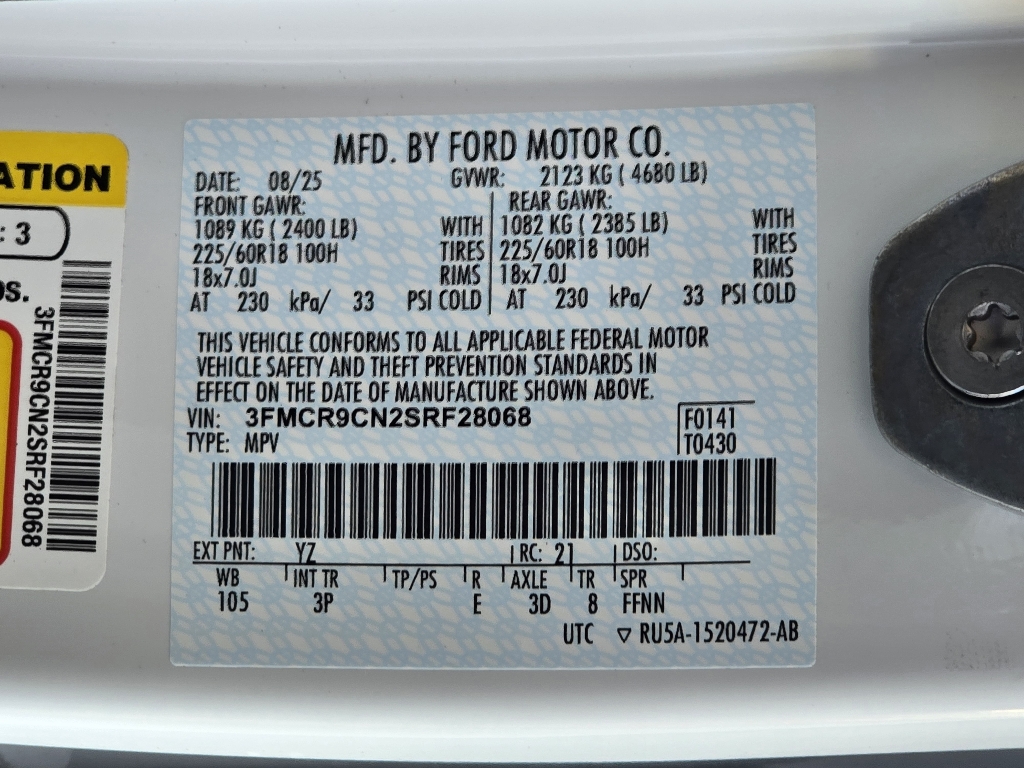 ATION
: 3
os.
3FMCR9CN2SRF28068
MFD. BY FORD MOTOR CO.
DATE: 08/25 GVWR: 2123 KG ( 4680 LB)
FRONT GAWR: REAR GAWR:
1089 KG ( 2400 LB) WITH 1082 KG ( 2385 LB) WITH
225/60R18 100H TIRES 225/60R18 100H TIRES
18x7.0J RIMS 18x7.0J RIMS
AT 230 kPa/ 33 PSI COLD AT 230 kPa/ 33 PSI COLD
THIS VEHICLE CONFORMS TO ALL APPLICABLE FEDERAL MOTOR
VEHICLE SAFETY AND THEFT PREVENTION STANDARDS IN
EFFECT ON THE DATE OF MANUFACTURE SHOWN ABOVE.
VIN: 3FMCR9CN2SRF28068 F0141
TYPE: MPV T0430
EXT PNT: YZ RC: 21 DSO:
WB INT TR TP/PS R AXLE TR SPR
105 3P E 3D 8 FFNN
UTC ▽ RU5A-1520472-AB